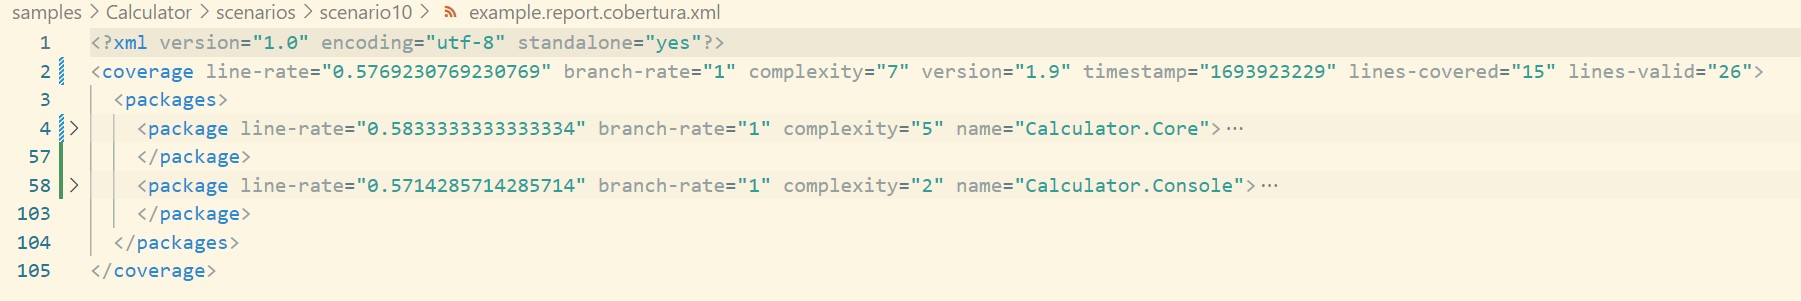 samples > Calculator > scenarios > scenario10 > example.report.cobertura.xml
1 <?xml version="1.0" encoding="utf-8" standalone="yes"?>
2 <coverage line-rate="0.5769230769230769" branch-rate="1" complexity="7" version="1.9" timestamp="1693923229" lines-covered="15" lines-valid="26">
3 <packages>
4 > <package line-rate="0.5833333333333334" branch-rate="1" complexity="5" name="Calculator.Core">···
57 </package>
58 > <package line-rate="0.5714285714285714" branch-rate="1" complexity="2" name="Calculator.Console">···
103 </package>
104 </packages>
105 </coverage>